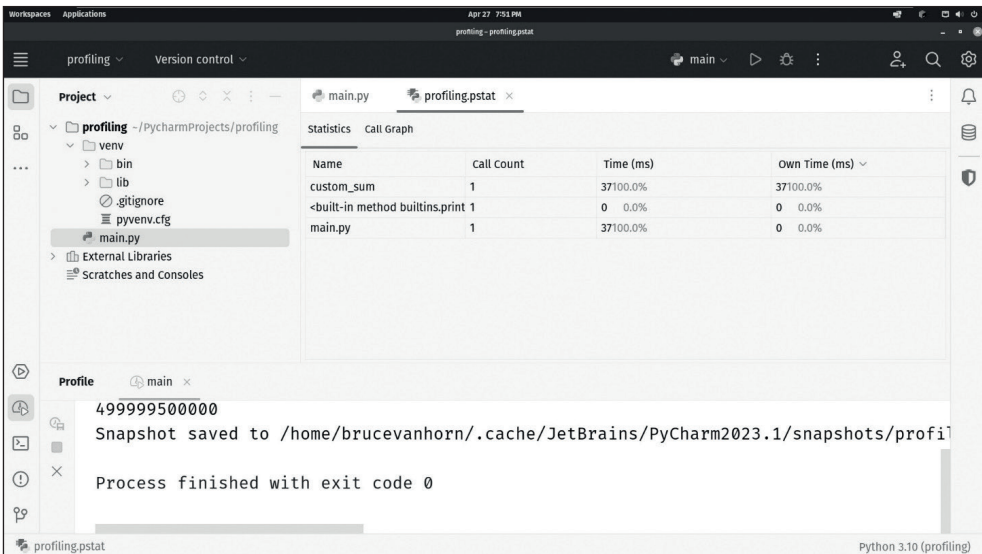 Workspaces Applications Apr 27 7:51 PM
profiling – profiling.pstat
profiling Version control main
Project main.py profiling.pstat
profiling ~/PycharmProjects/profiling
venv
bin
lib
.gitignore
pyvenv.cfg
main.py
External Libraries
Scratches and Consoles
Statistics Call Graph
Name Call Count Time (ms) Own Time (ms)
custom_sum 1 37100.0% 37100.0%
<built-in method builtins.print 1 0 0.0% 0 0.0%
main.py 1 37100.0% 0 0.0%
Profile main
499999500000
Snapshot saved to /home/brucevanhorn/.cache/JetBrains/PyCharm2023.1/snapshots/profil
Process finished with exit code 0
profiling.pstat Python 3.10 (profiling)